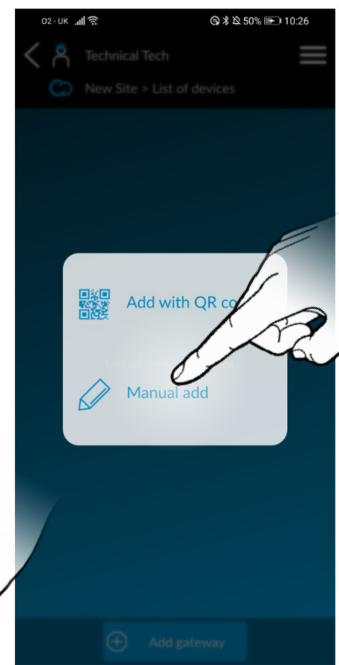 O2 - UK 50% 10:26
Technical Tech
New Site > List of devices
Add with QR co
Manual add
Add gateway